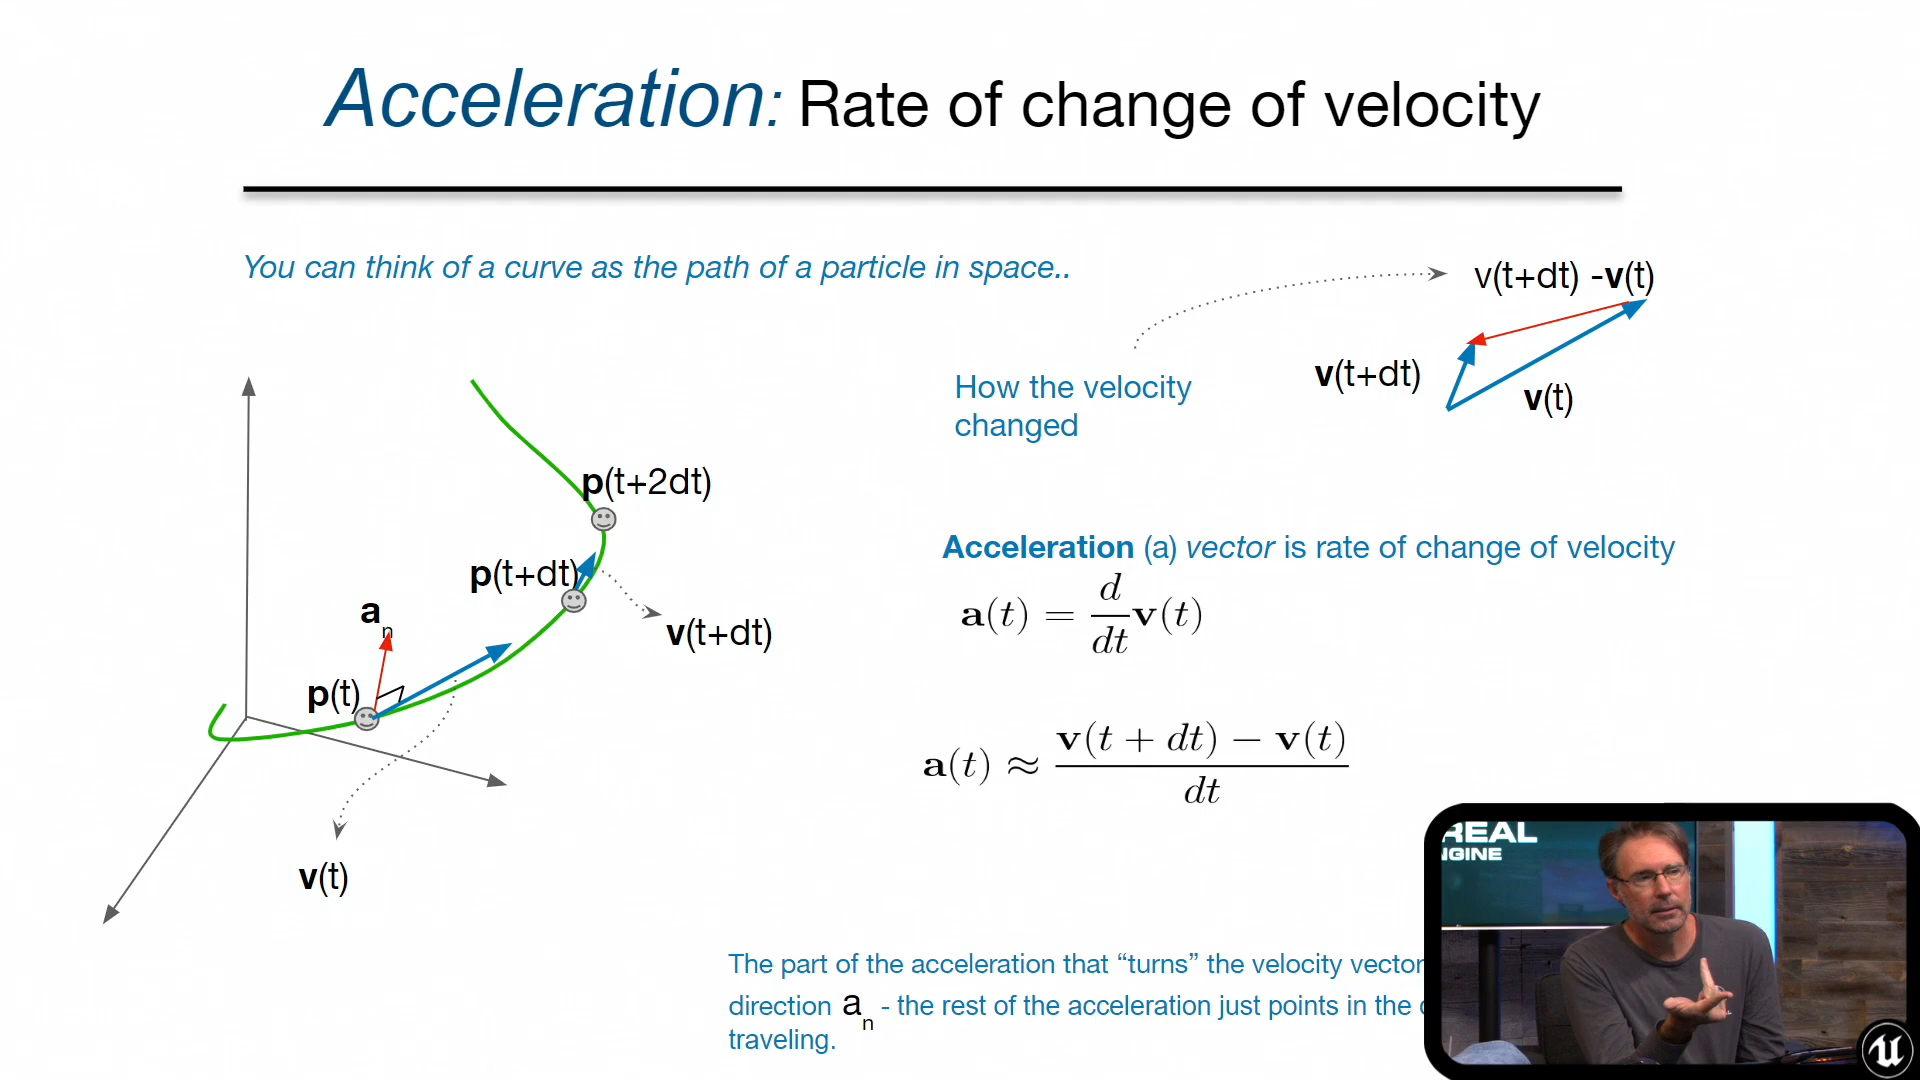 Acceleration: Rate of change of velocity
You can think of a curve as the path of a particle in space..
v(t+dt) -v(t)
v(t+dt)
v(t)
How the velocity
changed
p(t+2dt)
p(t+dt)
a_n
v(t+dt)
p(t)
v(t)
Acceleration (a) vector is rate of change of velocity
a(t) = d/dt v(t)
a(t) ≈ (v(t + dt) − v(t))/dt
The part of the acceleration that “turns” the velocity vector
direction a_n - the rest of the acceleration just points in the
traveling.
REAL
NGINE